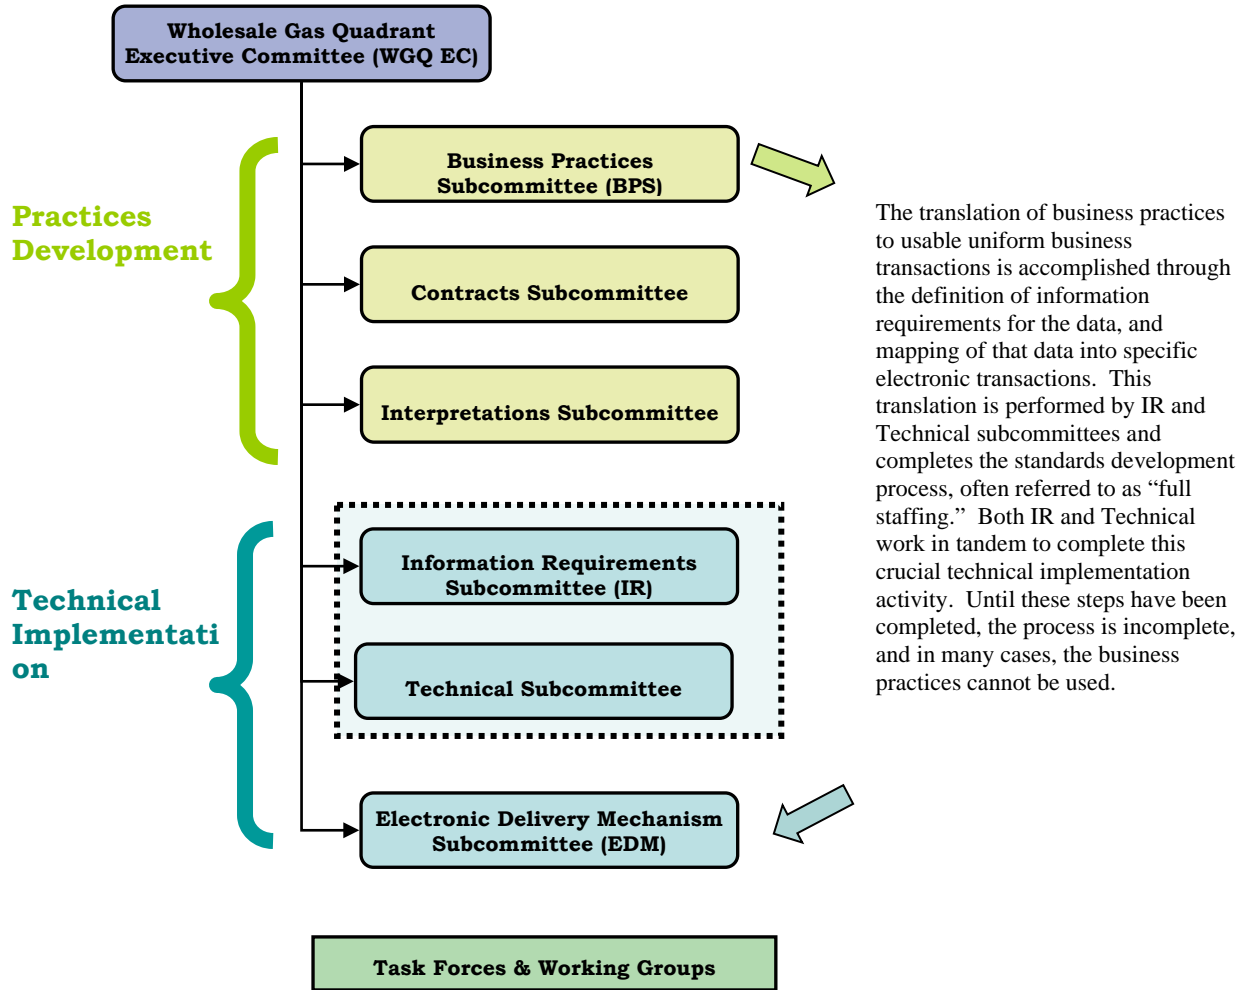 Wholesale Gas Quadrant
Executive Committee (WGQ EC)
Practices
Development
Business Practices
Subcommittee (BPS)
Contracts Subcommittee
Interpretations Subcommittee
Technical
Implementati
on
Information Requirements
Subcommittee (IR)
Technical Subcommittee
Electronic Delivery Mechanism
Subcommittee (EDM)
Task Forces & Working Groups
The translation of business practices
to usable uniform business
transactions is accomplished through
the definition of information
requirements for the data, and
mapping of that data into specific
electronic transactions.  This
translation is performed by IR and
Technical subcommittees and
completes the standards development
process, often referred to as “full
staffing.”  Both IR and Technical
work in tandem to complete this
crucial technical implementation
activity.  Until these steps have been
completed, the process is incomplete,
and in many cases, the business
practices cannot be used.